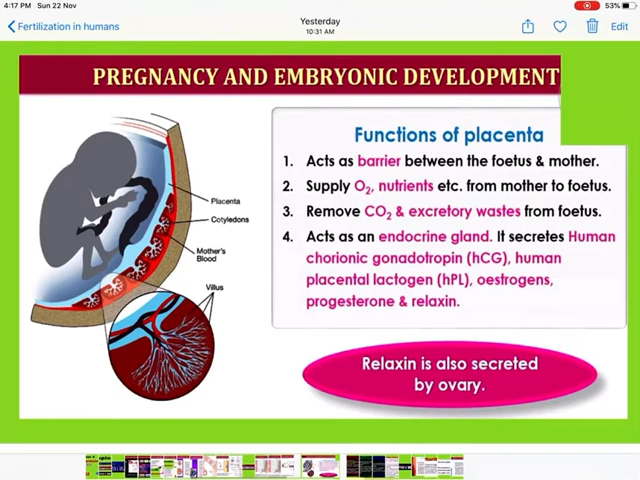 4:17 PM Sun 22 Nov
53%
Fertilization in humans
Yesterday
10:31 AM
Edit
PREGNANCY AND EMBRYONIC DEVELOPMENT
Functions of placenta
1. Acts as barrier between the foetus & mother.
2. Supply O₂, nutrients etc. from mother to foetus.
3. Remove CO₂ & excretory wastes from foetus.
4. Acts as an endocrine gland. It secretes Human
chorionic gonadotropin (hCG), human
placental lactogen (hPL), oestrogens,
progesterone & relaxin.
Placenta
Cotyledons
Mother's
Blood
Villus
Relaxin is also secreted
by ovary.